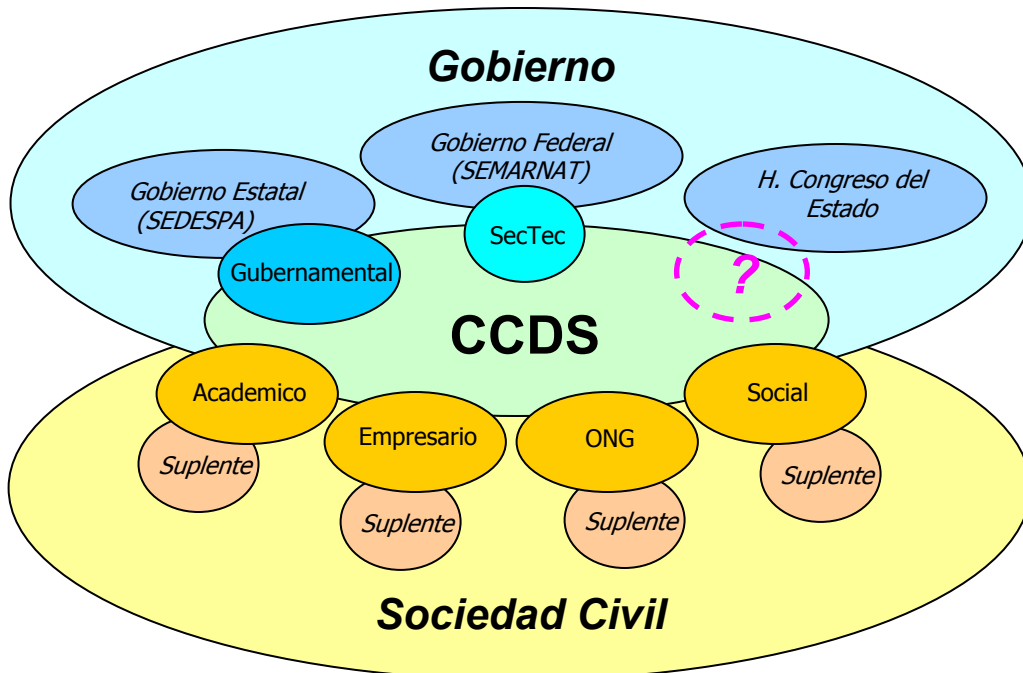 Gobierno
Gobierno Federal
(SEMARNAT)
Gobierno Estatal
(SEDESPA)
H. Congreso del
Estado
SecTec
Gubernamental
?
CCDS
Academico
Social
Empresario
ONG
Suplente
Suplente
Suplente
Suplente
Sociedad Civil